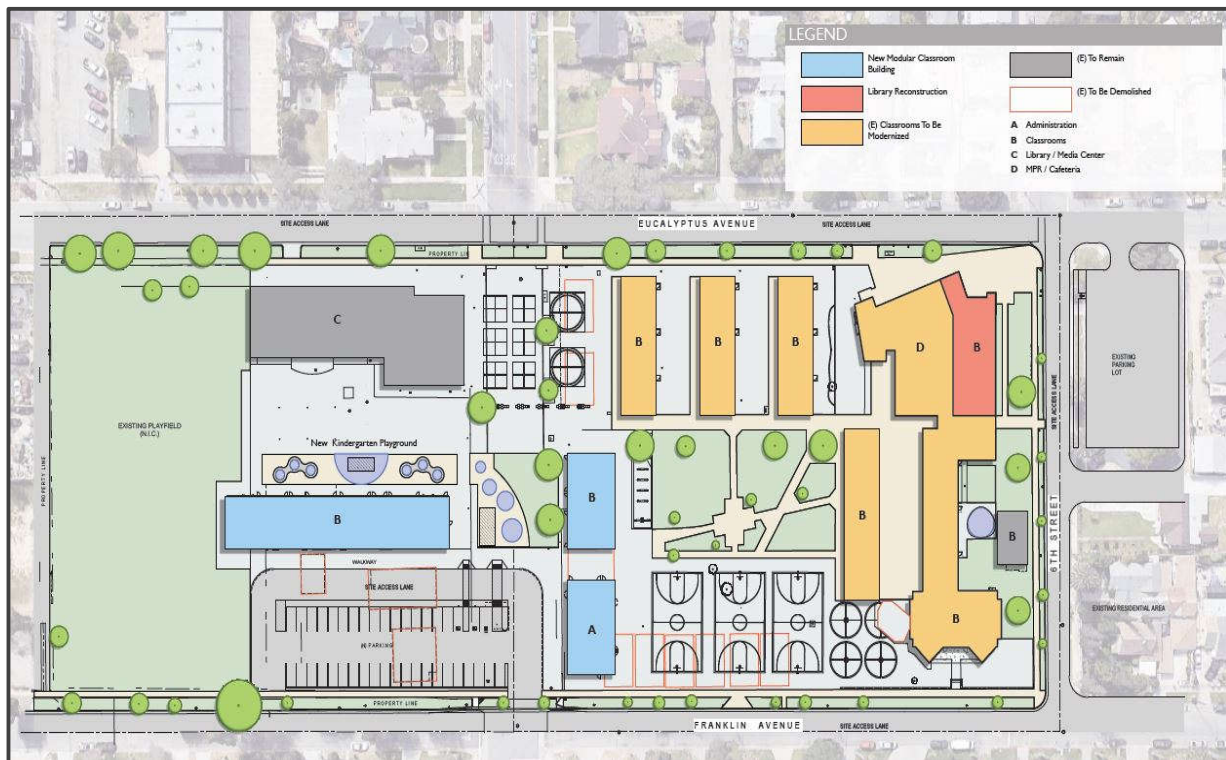 LEGEND
New Modular Classroom
Building
Library Reconstruction
(E) Classrooms To Be
Modernized
(E) To Remain
(E) To Be Demolished
A Administration
B Classrooms
C Library / Media Center
D MPR / Cafeteria
SITE ACCESS LANE
EUCALYPTUS AVENUE
SITE ACCESS LANE
PROPERTY LINE
C
B
B
B
D
B
EXISTING
PARKING
LOT
SITE ACCESS LANE
EXISTING PLAYFIELD
(N.I.C.)
New Kindergarten Playground
PROPERTY LINE
B
B
B
B
6TH STREET
WALKWAY
SITE ACCESS LANE
PARKING
A
B
EXISTING RESIDENTIAL AREA
PROPERTY LINE
FRANKLIN AVENUE
SITE ACCESS LANE